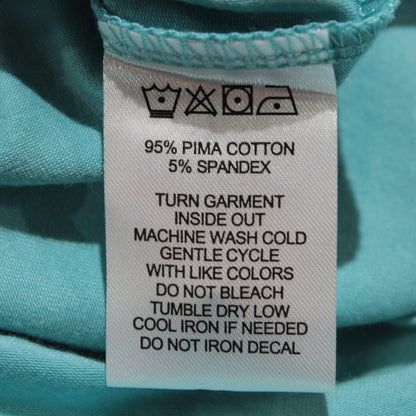 95% PIMA COTTON
5% SPANDEX
TURN GARMENT
INSIDE OUT
MACHINE WASH COLD
GENTLE CYCLE
WITH LIKE COLORS
DO NOT BLEACH
TUMBLE DRY LOW
COOL IRON IF NEEDED
DO NOT IRON DECAL